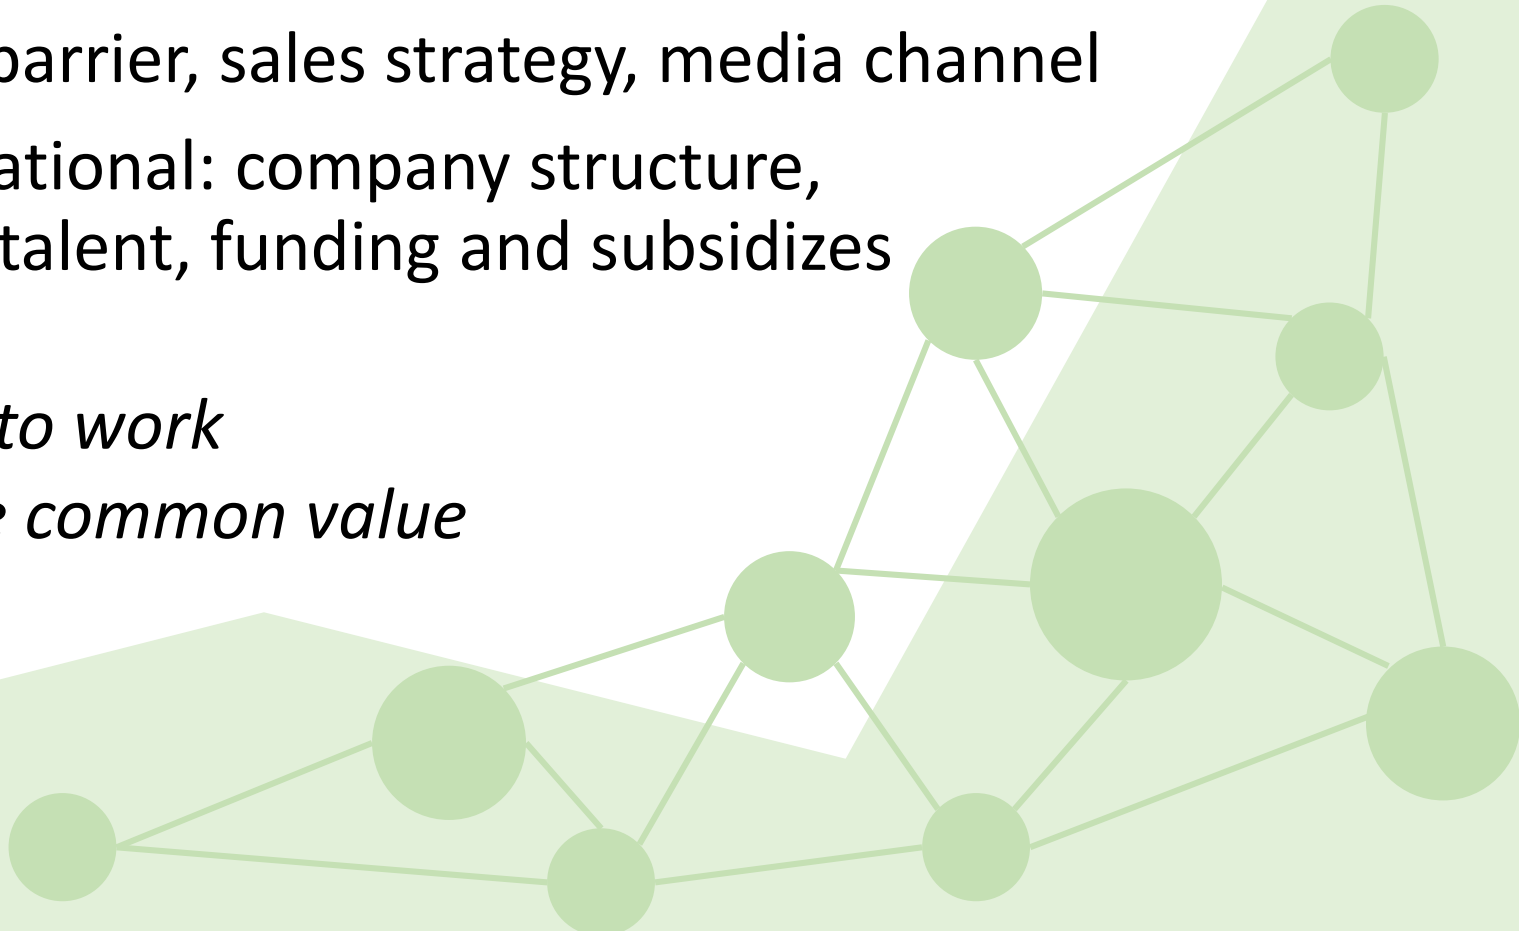 barrier, sales strategy, media channel
ational: company structure,
talent, funding and subsidizes
to work
e common value